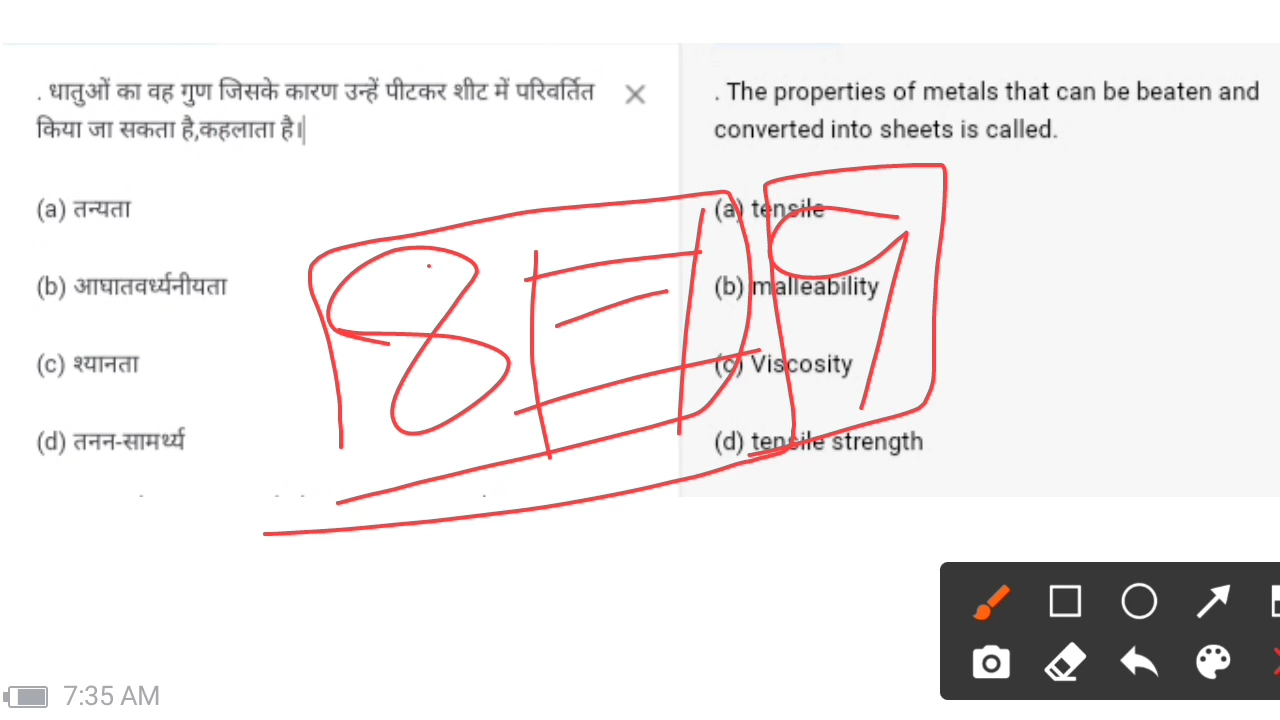 . धातुओं का वह गुण जिसके कारण उन्हें पीटकर शीट में परिवर्तित
किया जा सकता है,कहलाता है।
(a) तन्यता
(b) आघातवर्ध्यनीयता
(c) श्यानता
(d) तनन-सामर्थ्य
. The properties of metals that can be beaten and
converted into sheets is called.
(a) tensile
(b) malleability
(c) Viscosity
(d) tensile strength
7:35 AM